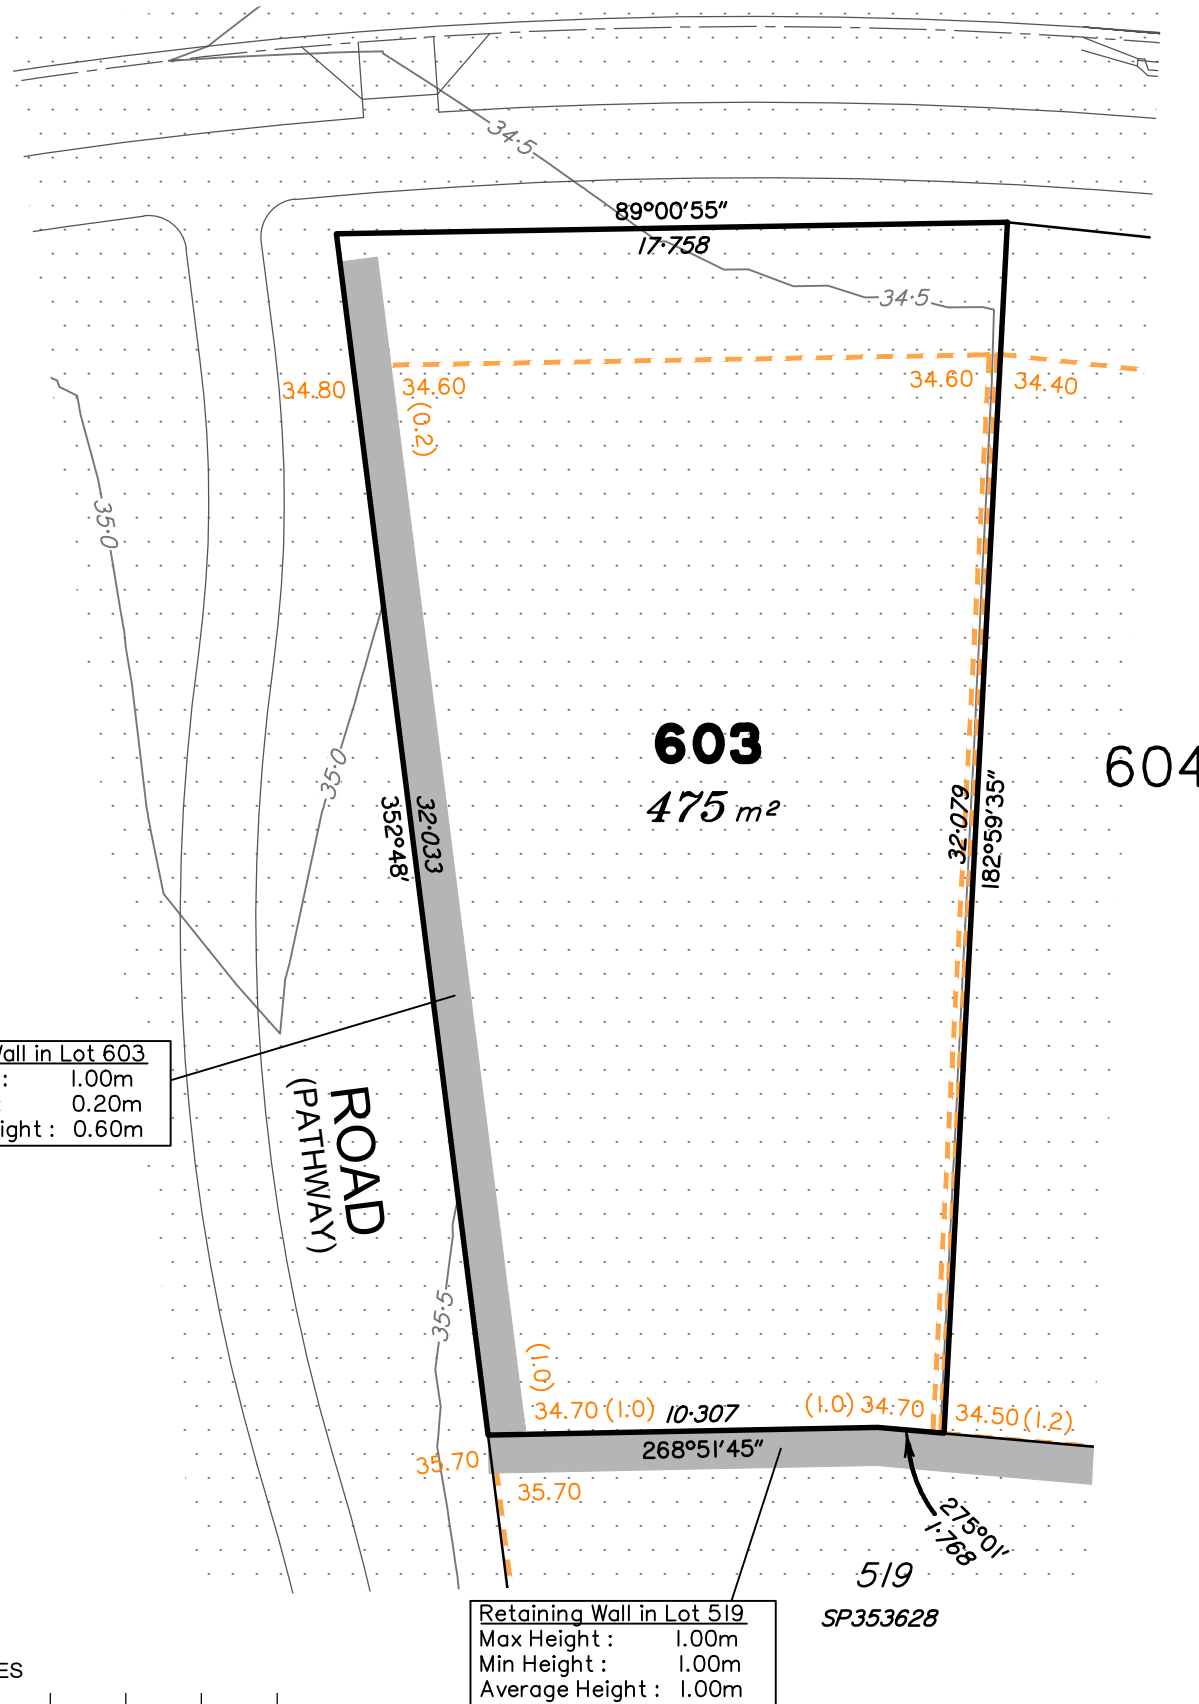 34·5
89°00'55"
17·758
34·5
34.80
34.60
(0.2)
34.60
34.40
35·0
35·0
603
475 m²
604
32·033
352°48'
32·079
182°59'35"
Wall in Lot 603
: 1.00m
: 0.20m
ight : 0.60m
ROAD
(PATHWAY)
35·5
(1.0)
34.70 (1.0)
10·307
(1.0) 34.70
34.50 (1.2)
268°51'45"
35.70
35.70
275°01'
1·768
519
SP353628
Retaining Wall in Lot 519
Max Height : 1.00m
Min Height : 1.00m
Average Height : 1.00m
ES